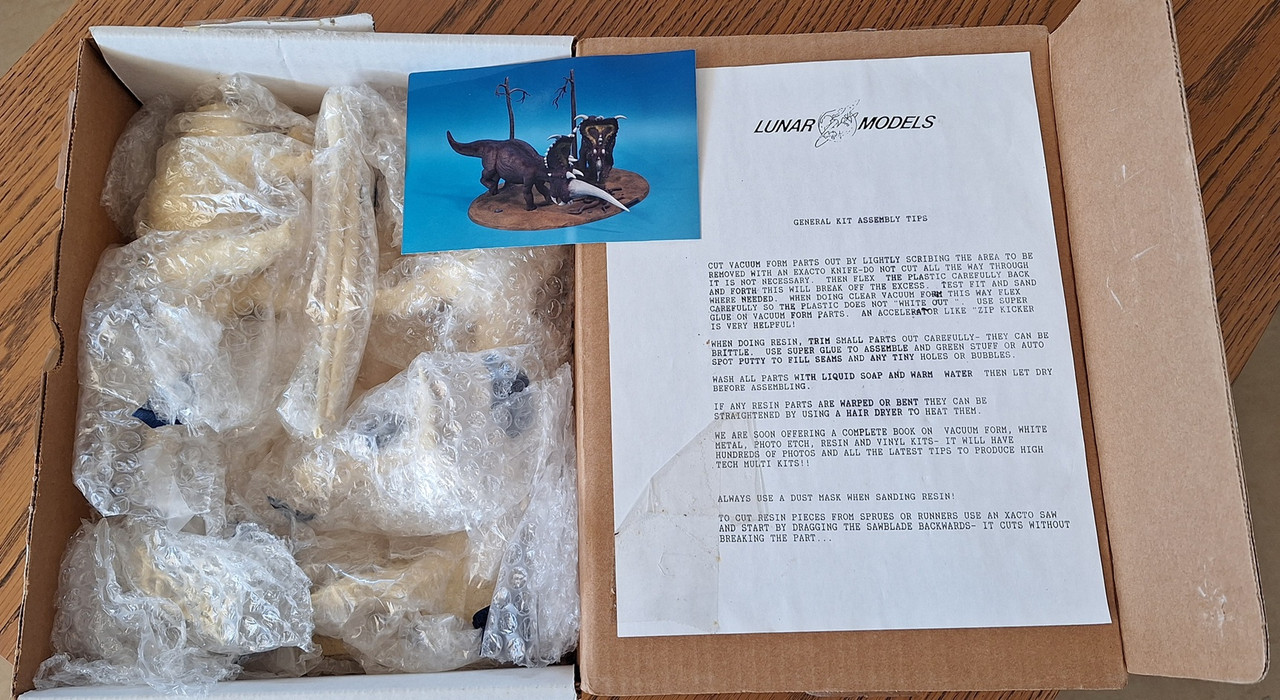 LUNAR MODELS
GENERAL KIT ASSEMBLY TIPS
CUT VACUUM FORM PARTS OUT BY LIGHTLY SCRIBING THE AREA TO BE
REMOVED WITH AN EXACTO KNIFE-DO NOT CUT ALL THE WAY THROUGH
IT IS NOT NECESSARY. THEN FLEX THE PLASTIC CAREFULLY BACK
AND FORTH THIS WILL BREAK OFF THE EXCESS. TEST FIT AND SAND
WHERE NEEDED. WHEN DOING CLEAR VACUUM FORM THIS WAY FLEX
CAREFULLY SO THE PLASTIC DOES NOT "WHITE OUT ". USE SUPER
GLUE ON VACUUM FORM PARTS. AN ACCELERATOR LIKE "ZIP KICKER
IS VERY HELPFUL!
WHEN DOING RESIN, TRIM SMALL PARTS OUT CAREFULLY- THEY CAN BE
BRITTLE. USE SUPER GLUE TO ASSEMBLE AND GREEN STUFF OR AUTO
SPOT PUTTY TO FILL SEAMS AND ANY TINY HOLES OR BUBBLES.
WASH ALL PARTS WITH LIQUID SOAP AND WARM WATER THEN LET DRY
BEFORE ASSEMBLING.
IF ANY RESIN PARTS ARE WARPED OR BENT THEY CAN BE
STRAIGHTENED BY USING A HAIR DRYER TO HEAT THEM.
WE ARE SOON OFFERING A COMPLETE BOOK ON VACUUM FORM, WHITE
METAL, PHOTO ETCH, RESIN AND VINYL KITS- IT WILL HAVE
HUNDREDS OF PHOTOS AND ALL THE LATEST TIPS TO PRODUCE HIGH
TECH MULTI KITS!!
ALWAYS USE A DUST MASK WHEN SANDING RESIN!
TO CUT RESIN PIECES FROM SPRUES OR RUNNERS USE AN XACTO SAW
AND START BY DRAGGING THE SAWBLADE BACKWARDS- IT CUTS WITHOUT
BREAKING THE PART...